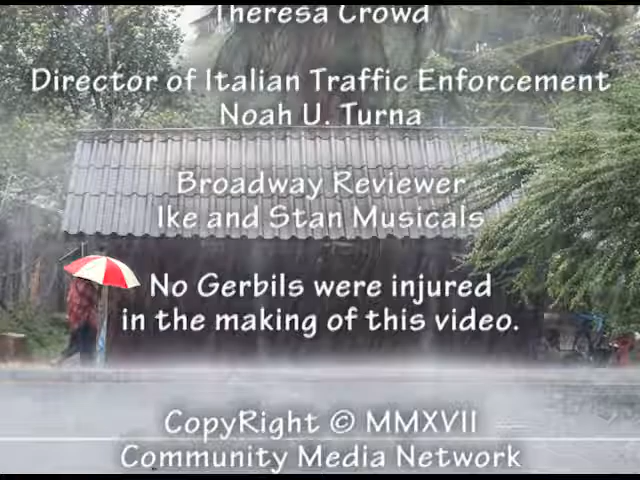 Theresa Crowd
Director of Italian Traffic Enforcement
Noah U. Turna
Broadway Reviewer
Ike and Stan Musicals
No Gerbils were injured
in the making of this video.
CopyRight © MMXVII
Community Media Network